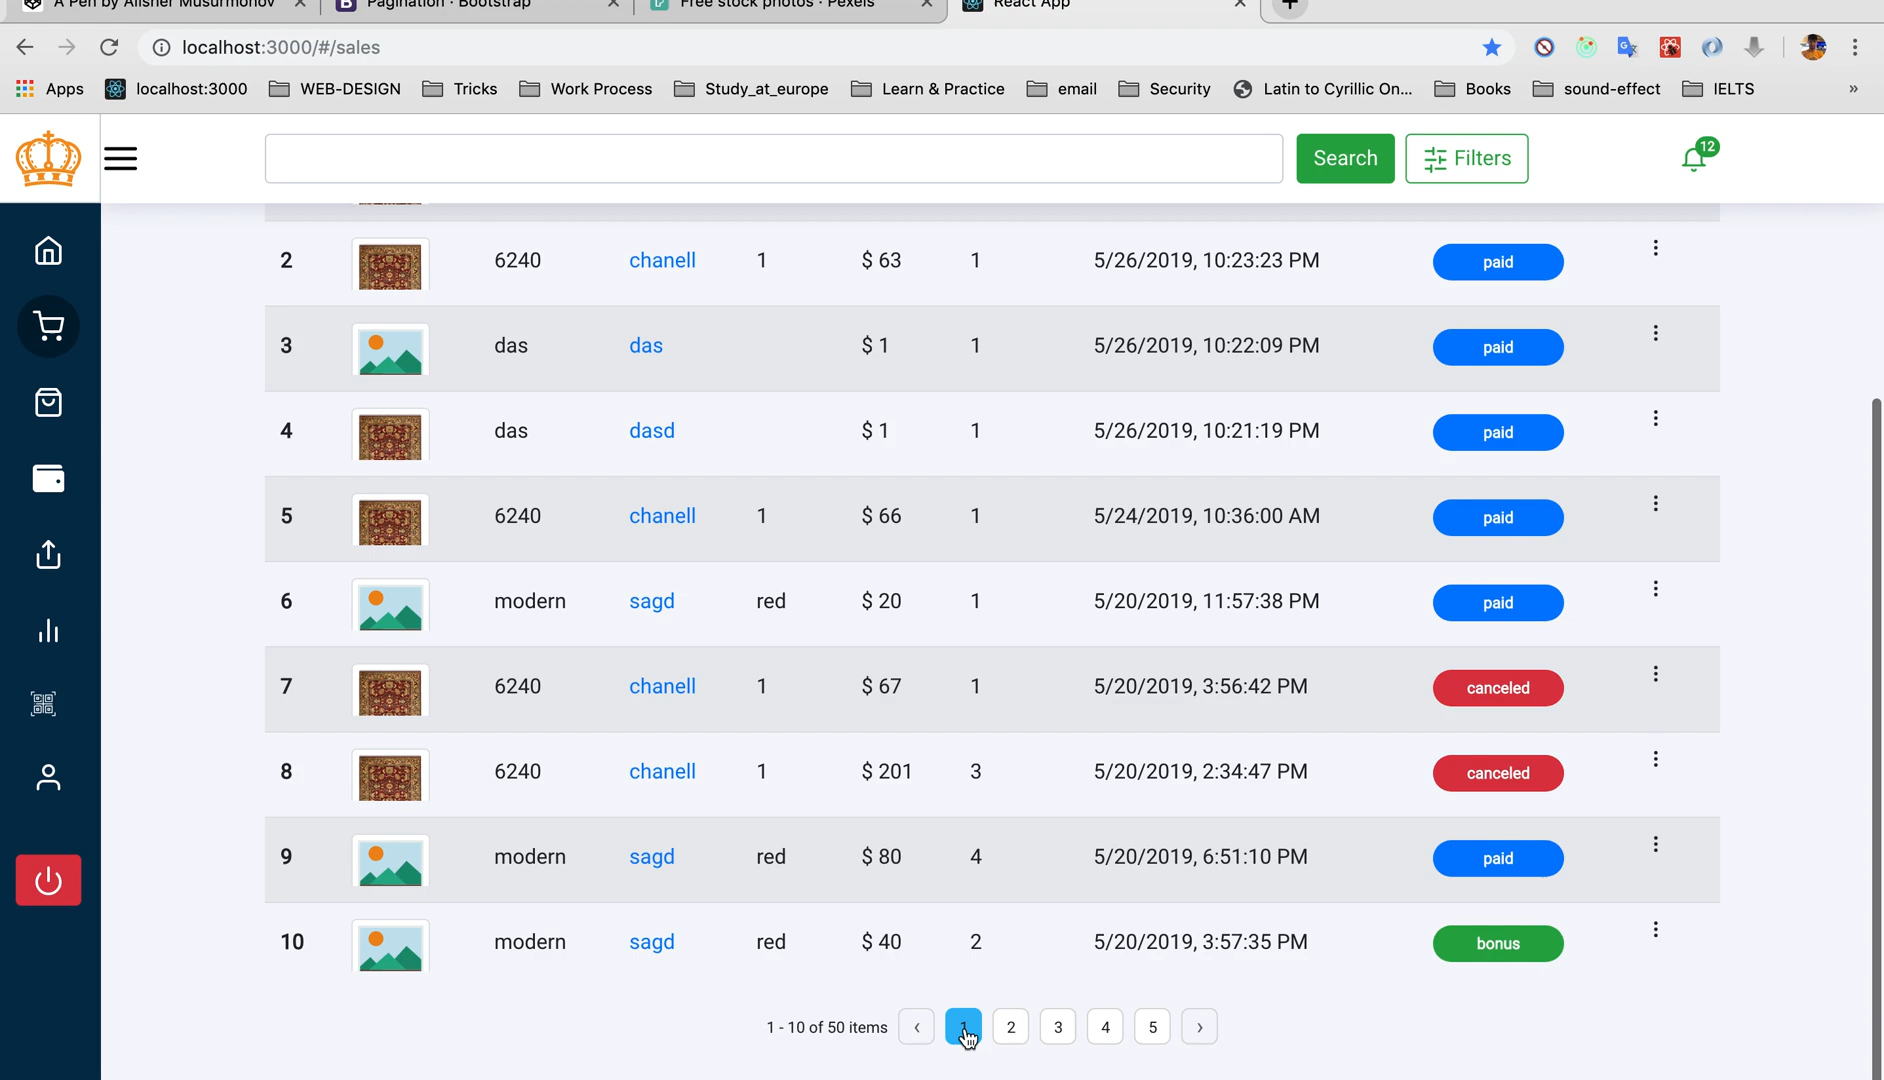 A Pen by Alisher Musurmonov
Pagination · Bootstrap
Free stock photos · Pexels
React App
localhost:3000/#/sales
Apps
localhost:3000
WEB-DESIGN
Tricks
Work Process
Study_at_europe
Learn & Practice
email
Security
Latin to Cyrillic On...
Books
sound-effect
IELTS
»
Search
Filters
12
2 6240 chanell 1 $ 63 1 5/26/2019, 10:23:23 PM paid
3 das das $ 1 1 5/26/2019, 10:22:09 PM paid
4 das dasd $ 1 1 5/26/2019, 10:21:19 PM paid
5 6240 chanell 1 $ 66 1 5/24/2019, 10:36:00 AM paid
6 modern sagd red $ 20 1 5/20/2019, 11:57:38 PM paid
7 6240 chanell 1 $ 67 1 5/20/2019, 3:56:42 PM canceled
8 6240 chanell 1 $ 201 3 5/20/2019, 2:34:47 PM canceled
9 modern sagd red $ 80 4 5/20/2019, 6:51:10 PM paid
10 modern sagd red $ 40 2 5/20/2019, 3:57:35 PM bonus
1 - 10 of 50 items ‹ 1 2 3 4 5 ›